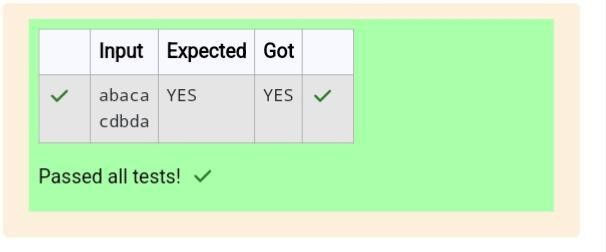 Input Expected Got
abaca YES YES
cdbda
Passed all tests!